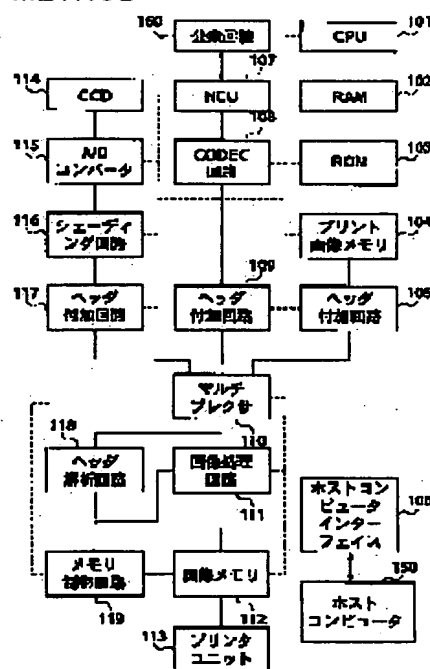 160
公衆回線
101
CPU
114
CCD
107
NCU
102
RAM
115
A/D
コンバータ
108
CODEC
回路
103
ROM
116
シェーディ
ング回路
プリント
画像メモリ
104
117
ヘッダ
付加回路
109
ヘッダ
付加回路
ヘッダ
付加回路
マルチ
プレクサ
110
118
ヘッダ
解析回路
画像処理
回路
111
ホストコン
ピュータ
インター
フェイス
メモリ
制御回路
119
画像メモリ
112
150
ホスト
コンピュータ
113
プリンタ
ユニット